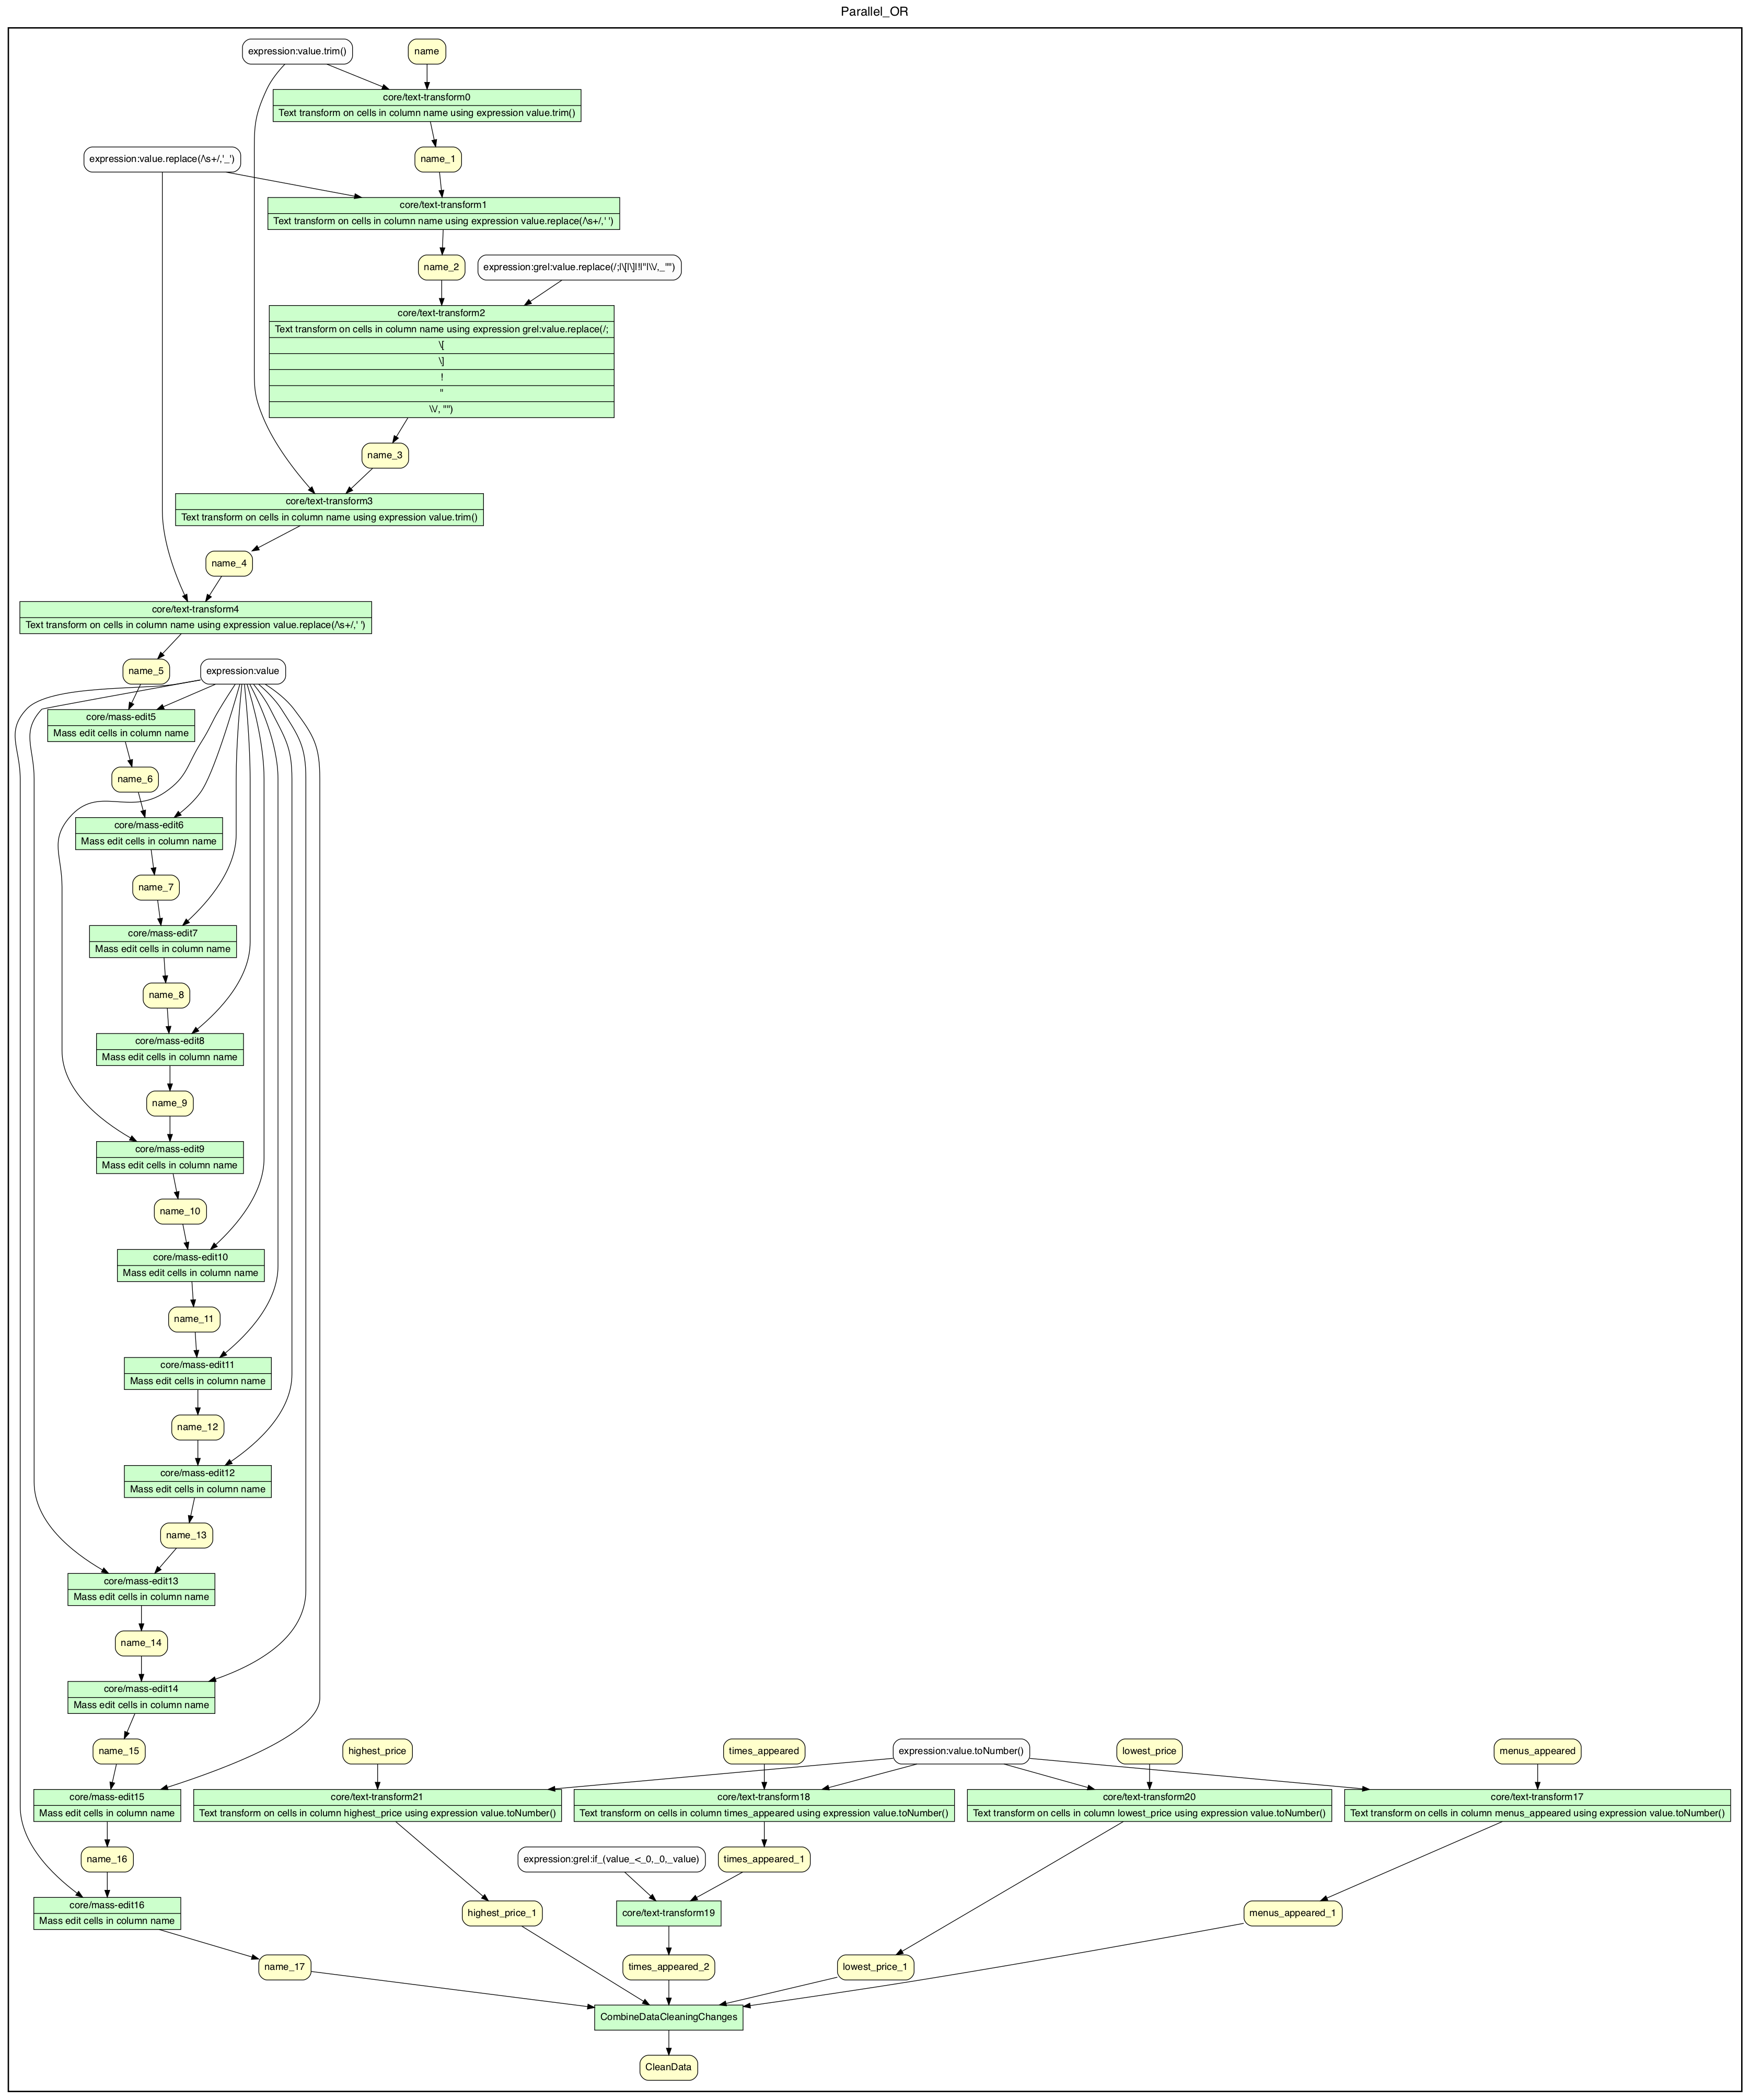 Parallel_OR
expression:value.trim()
name
core/text-transform0
Text transform on cells in column name using expression value.trim()
expression:value.replace(/\s+/,'_')
name_1
core/text-transform1
Text transform on cells in column name using expression value.replace(/\s+/,' ')
name_2
expression:grel:value.replace(/;|\[|\]|!|"|\\/,_"")
core/text-transform2
Text transform on cells in column name using expression grel:value.replace(/;
\[
\]
!
"
\\/, "")
name_3
core/text-transform3
Text transform on cells in column name using expression value.trim()
name_4
core/text-transform4
Text transform on cells in column name using expression value.replace(/\s+/,' ')
name_5
expression:value
core/mass-edit5
Mass edit cells in column name
name_6
core/mass-edit6
Mass edit cells in column name
name_7
core/mass-edit7
Mass edit cells in column name
name_8
core/mass-edit8
Mass edit cells in column name
name_9
core/mass-edit9
Mass edit cells in column name
name_10
core/mass-edit10
Mass edit cells in column name
name_11
core/mass-edit11
Mass edit cells in column name
name_12
core/mass-edit12
Mass edit cells in column name
name_13
core/mass-edit13
Mass edit cells in column name
name_14
core/mass-edit14
Mass edit cells in column name
name_15
highest_price
times_appeared
expression:value.toNumber()
lowest_price
menus_appeared
core/mass-edit15
Mass edit cells in column name
core/text-transform21
Text transform on cells in column highest_price using expression value.toNumber()
core/text-transform18
Text transform on cells in column times_appeared using expression value.toNumber()
core/text-transform20
Text transform on cells in column lowest_price using expression value.toNumber()
core/text-transform17
Text transform on cells in column menus_appeared using expression value.toNumber()
name_16
expression:grel:if_(value_<_0,_0,_value)
times_appeared_1
core/mass-edit16
Mass edit cells in column name
highest_price_1
core/text-transform19
menus_appeared_1
name_17
times_appeared_2
lowest_price_1
CombineDataCleaningChanges
CleanData